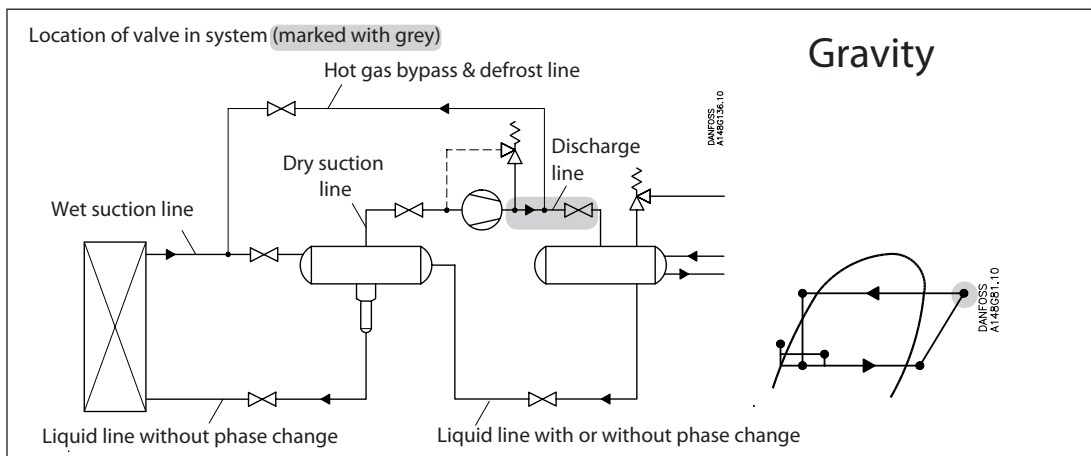 Location of valve in system (marked with grey)
Gravity
Hot gas bypass & defrost line
DANFOSS
A148G136.10
Dry suction
line
Discharge
line
Wet suction line
DANFOSS
A148G81.10
Liquid line without phase change
Liquid line with or without phase change